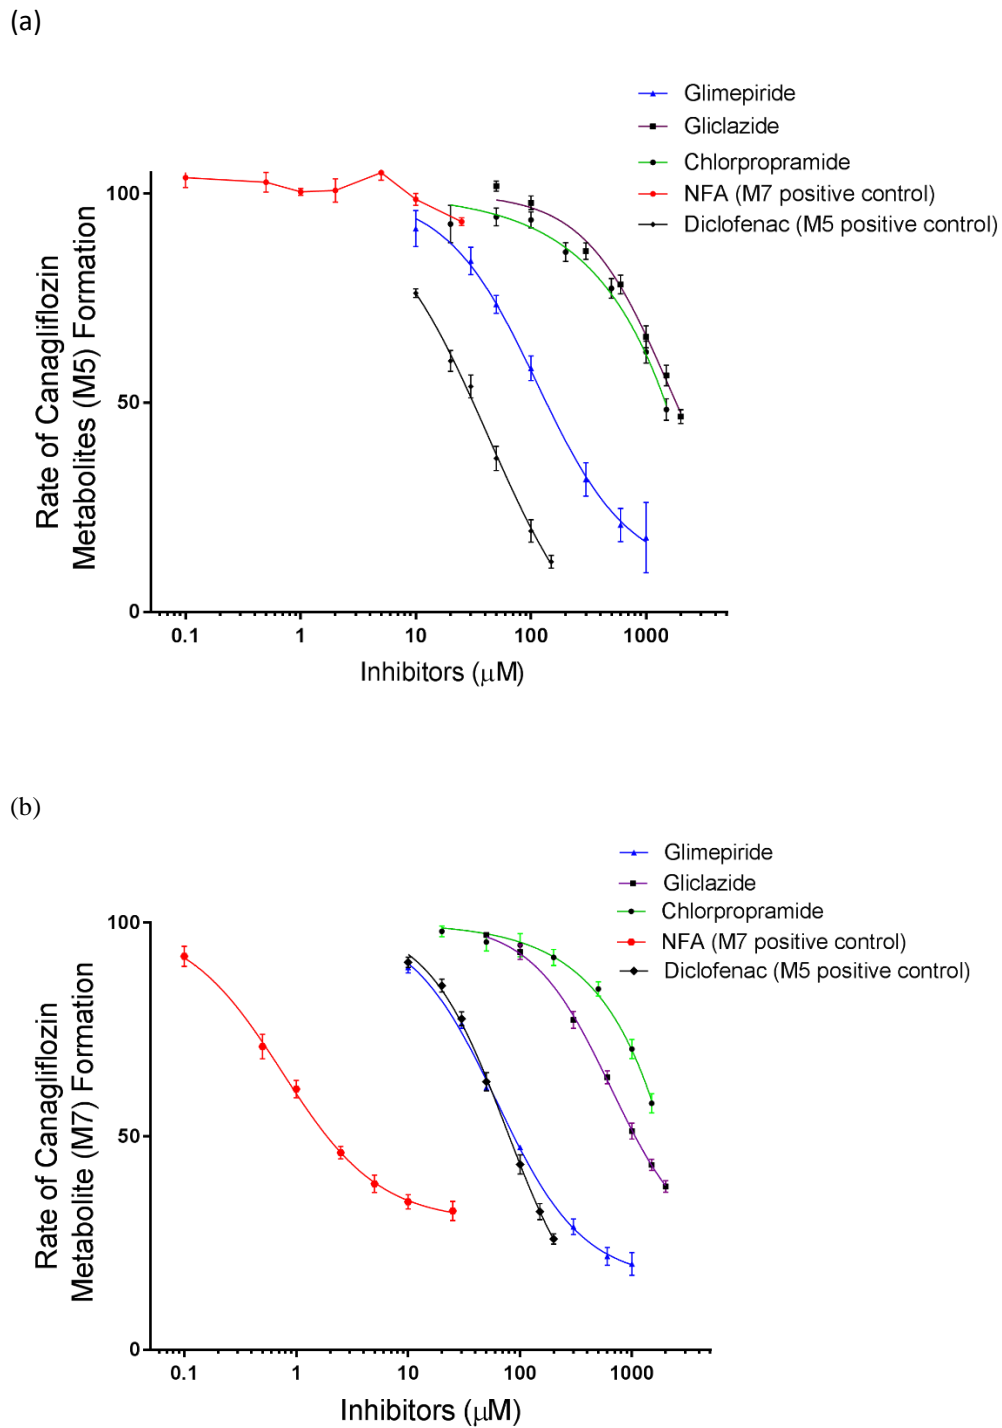 (a)
Glimepiride
Gliclazide
Chlorpropramide
NFA (M7 positive control)
Diclofenac (M5 positive control)
Rate of Canagliflozin
Metabolites (M5) Formation
100
50
0
0.1 1 10 100 1000
Inhibitors (μM)
(b)
Glimepiride
Gliclazide
Chlorpropramide
NFA (M7 positive control)
Diclofenac (M5 positive control)
Rate of Canagliflozin
Metabolite (M7) Formation
100
50
0
0.1 1 10 100 1000
Inhibitors (μM)